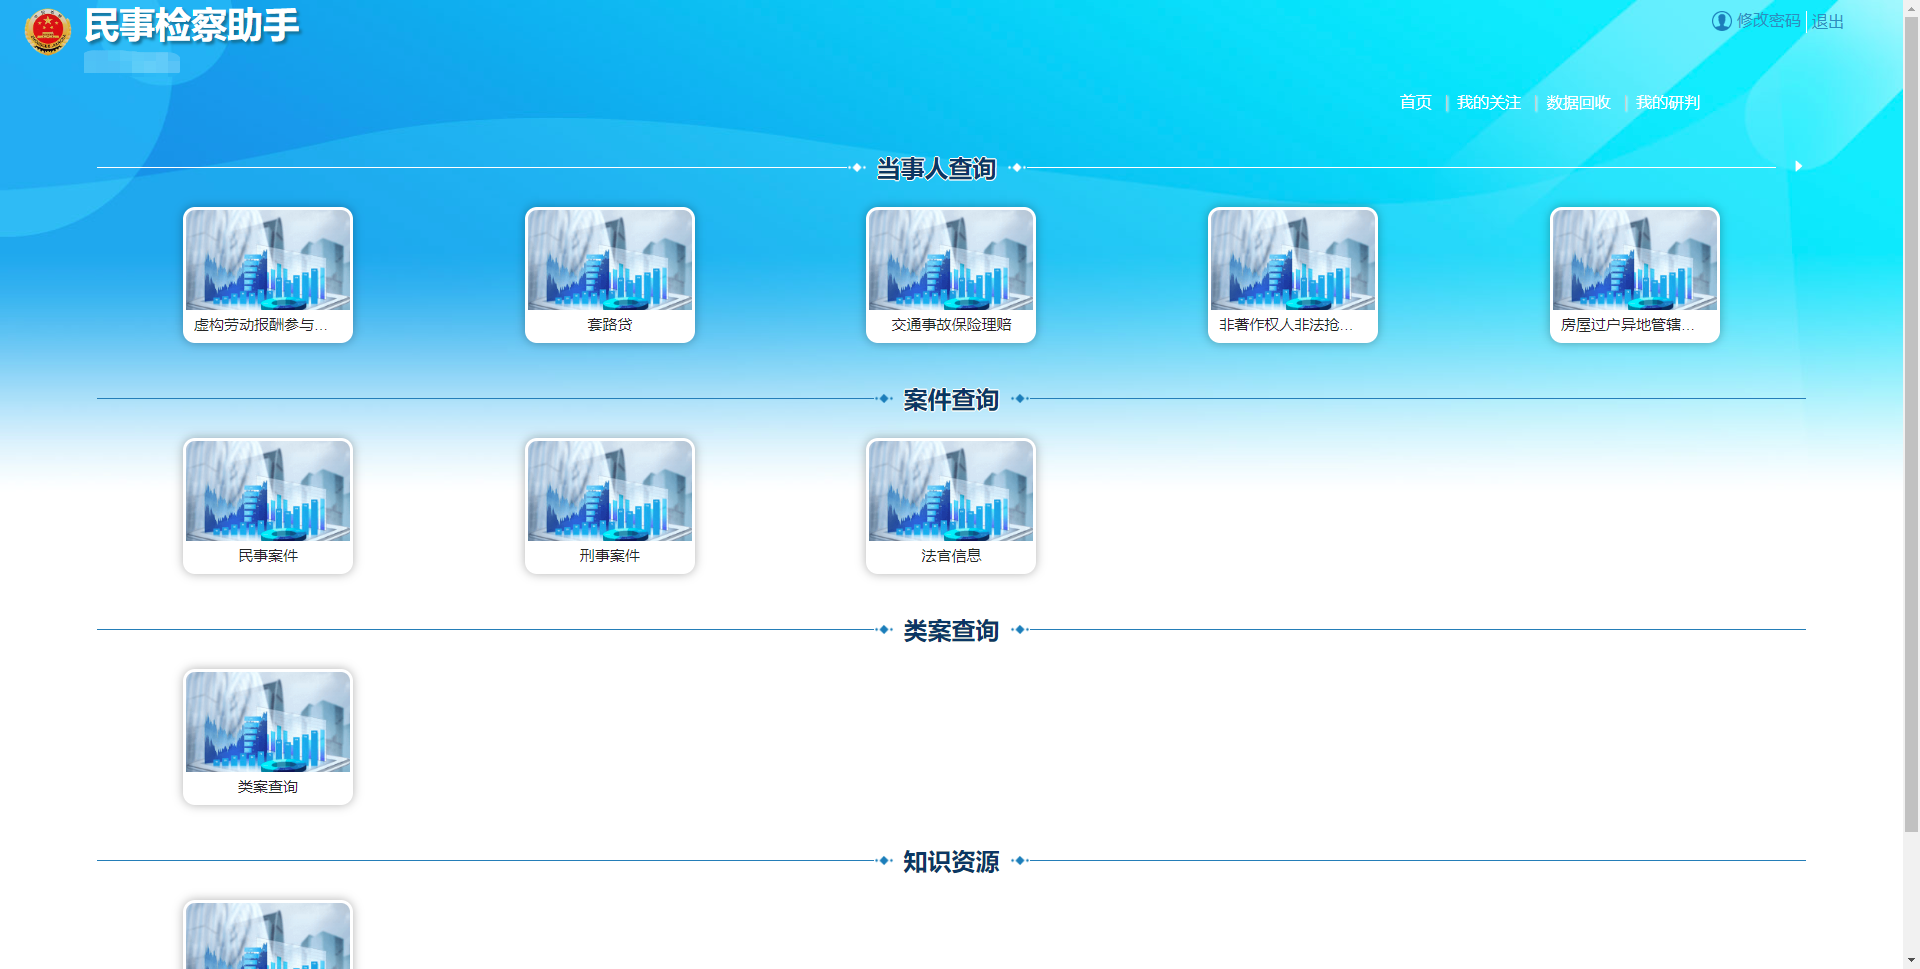 民事检察助手
修改密码
退出
首页
我的关注
数据回收
我的研判
当事人查询
虚构劳动报酬参与...
套路贷
交通事故保险理赔
非著作权人非法抢...
房屋过户异地管辖...
案件查询
民事案件
刑事案件
法官信息
类案查询
类案查询
知识资源